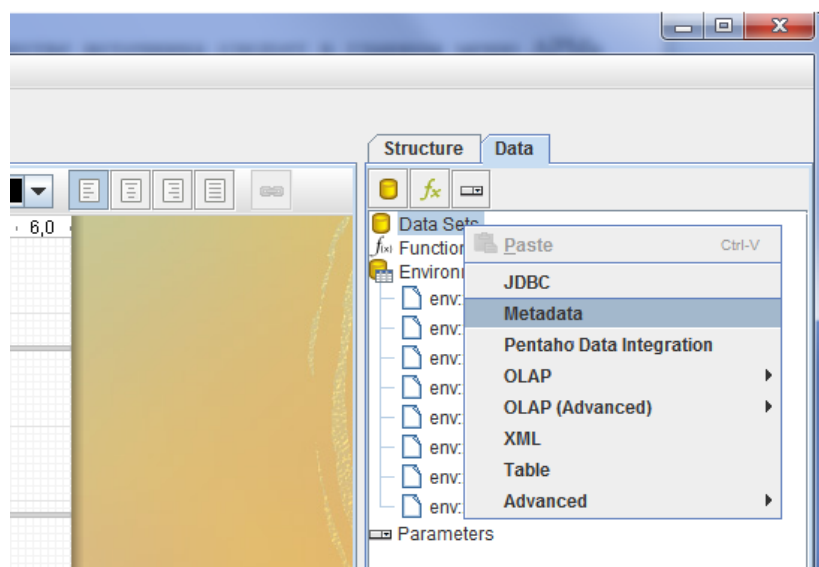 Structure
Data
6,0
Data Sets
Function
Environ
env:
env:
env:
env:
env:
env:
env:
env:
Parameters
Paste Ctrl-V
JDBC
Metadata
Pentaho Data Integration
OLAP
OLAP (Advanced)
XML
Table
Advanced